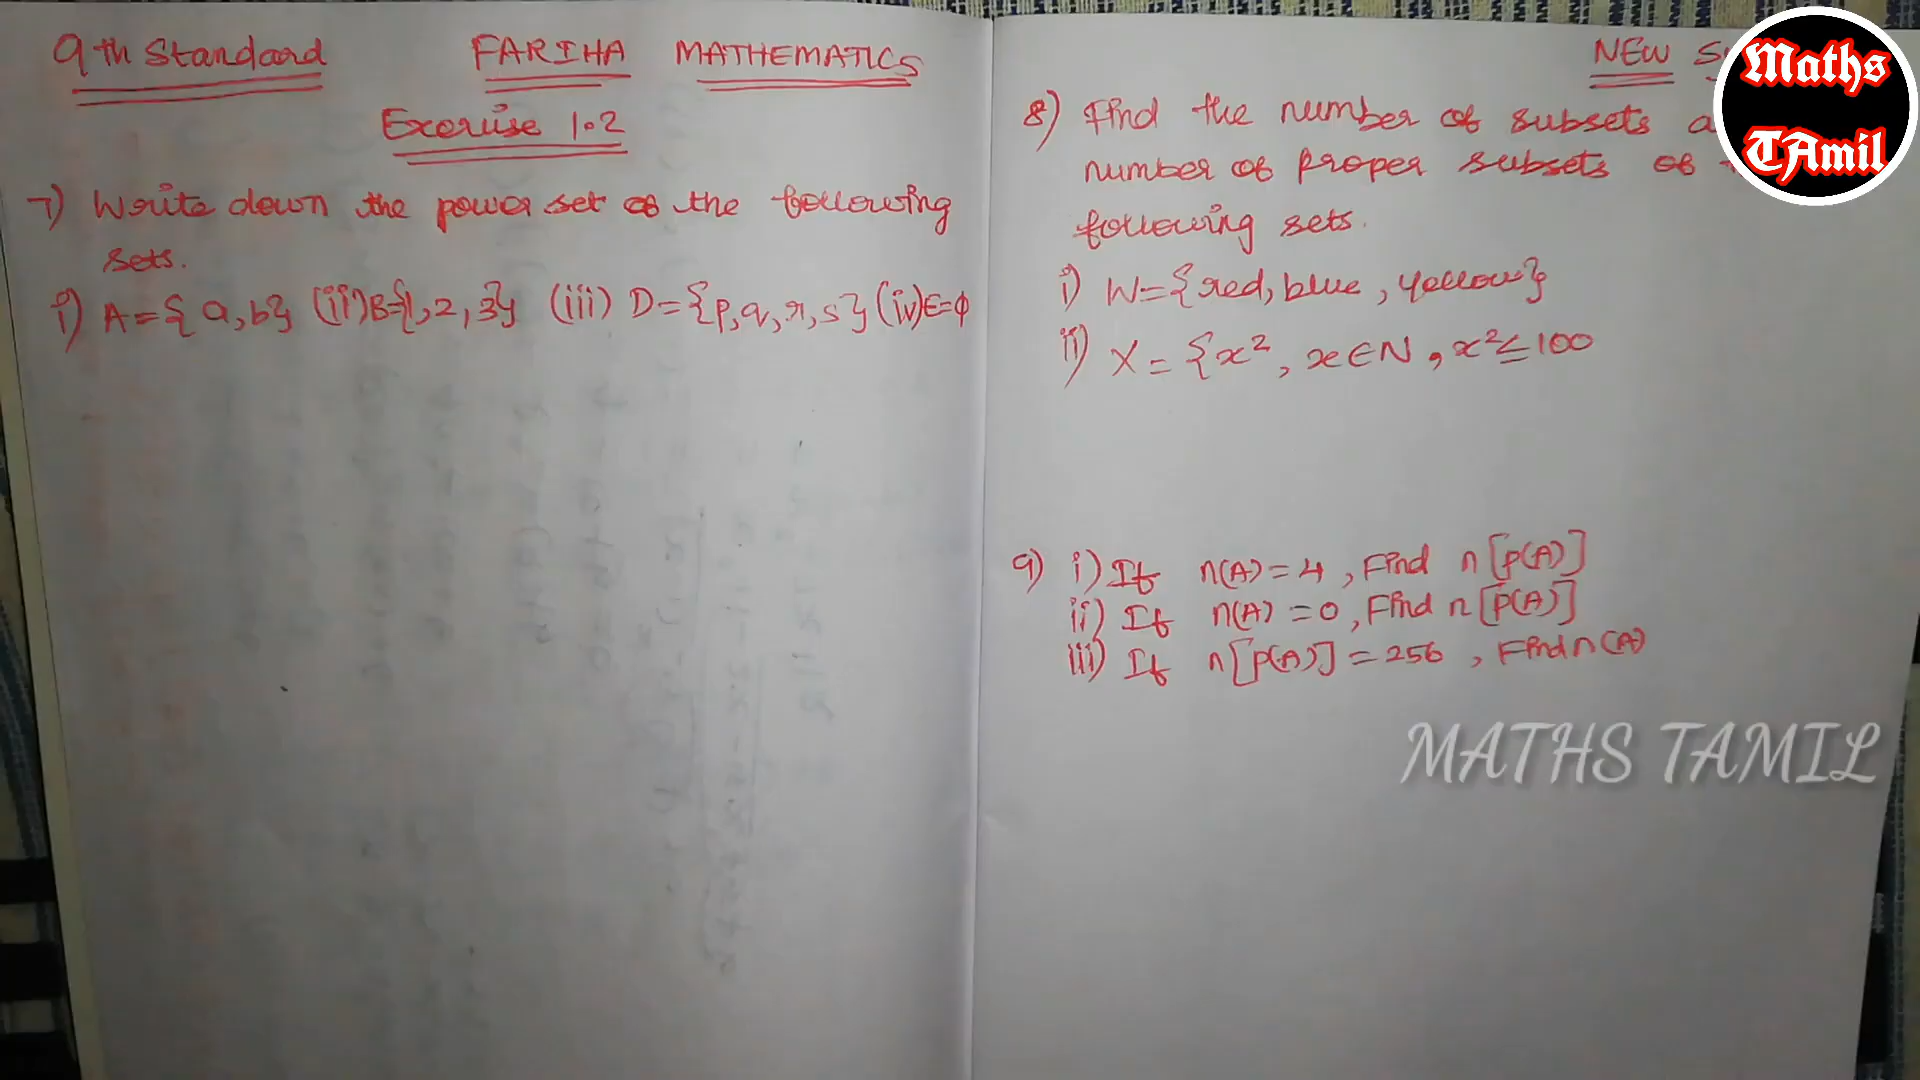 9th Standard FARIHA MATHEMATICS
Exercise 1.2
7) Write down the power set of the following
sets.
i) A={a,b} (ii) B={1,2,3} (iii) D={p,q,r,s} (iv) E=ϕ
NEW
8) Find the number of subsets
number of proper subsets of
following sets.
i) W={red, blue, yellow}
ii) X = {x², x∈N, x²≤100
9) i) If n(A)=4, Find n[p(A)]
ii) If n(A)=0, Find n[p(A)]
iii) If n[p(A)]=256, Find n(A)
Maths
TAmil
MATHS TAMIL